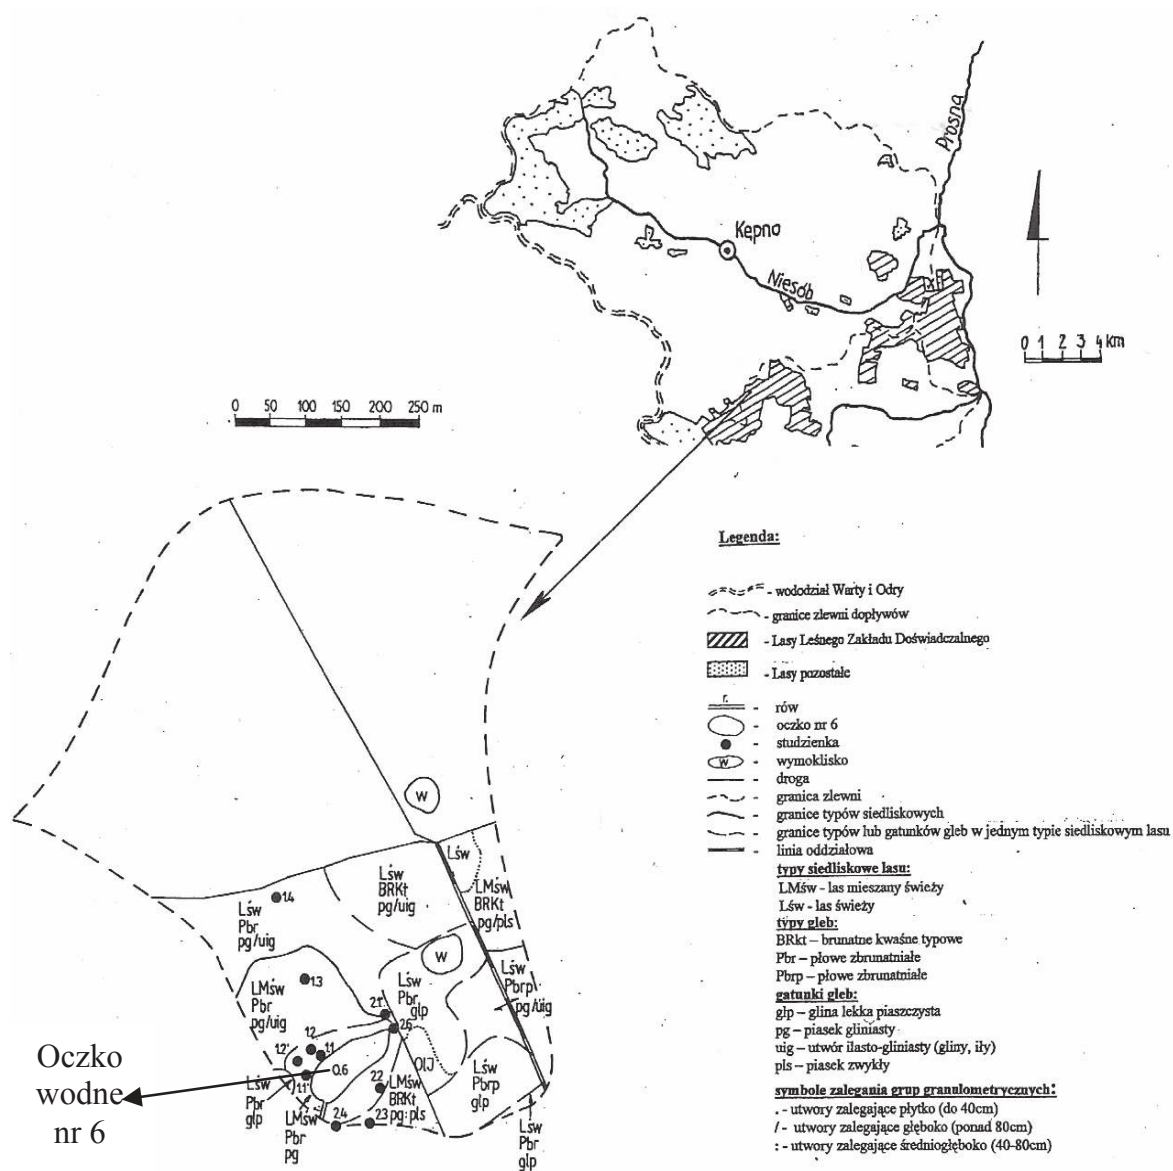 Prosna
Kępno
Niesób
0 1 2 3 4 km
0 50 100 150 200 250 m
Legenda:
- wododział Warty i Odry
- granice zlewni dopływów
- Lasy Leśnego Zakładu Doświadczalnego
- Lasy pozostałe
r. - rów
- oczko nr 6
- studzienka
W - wymoklisko
- droga
- granica zlewni
- granice typów siedliskowych
- granice typów lub gatunków gleb w jednym typie siedliskowym lasu
- linia oddziałowa
typy siedliskowe lasu:
LMśw - las mieszany świeży
Lśw - las świeży
typy gleb:
BRkt – brunatne kwaśne typowe
Pbr – płowe zbrunatniałe
Pbrp – płowe zbrunatniałe
gatunki gleb:
glp – glina lekka piaszczysta
pg – piasek gliniasty
uig – utwór ilasto-gliniasty (gliny, iły)
pls – piasek zwykły
symbole zalegania grup granulometrycznych:
. - utwory zalegające płytko (do 40cm)
/ - utwory zalegające głęboko (ponad 80cm)
: - utwory zalegające średniogłęboko (40-80cm)
W
Lśw
Lśw
BRKt
pg/uig
LMśw
BRKt
pg/pls
14
Lśw
Pbr
pg/uig
W
Lśw
Pbrp
pg/uig
13
LMśw
Pbr
pg/uig
Lśw
Pbr
glp
21
26
12
11
12'
11'
0.6
OlJ
22
LMśw
BRKt
pg:pls
Lśw
Pbrp
glp
Lśw
Pbr
glp
LMśw
Pbr
pg
24
23
Lśw
Pbr
glp
Oczko
wodne
nr 6